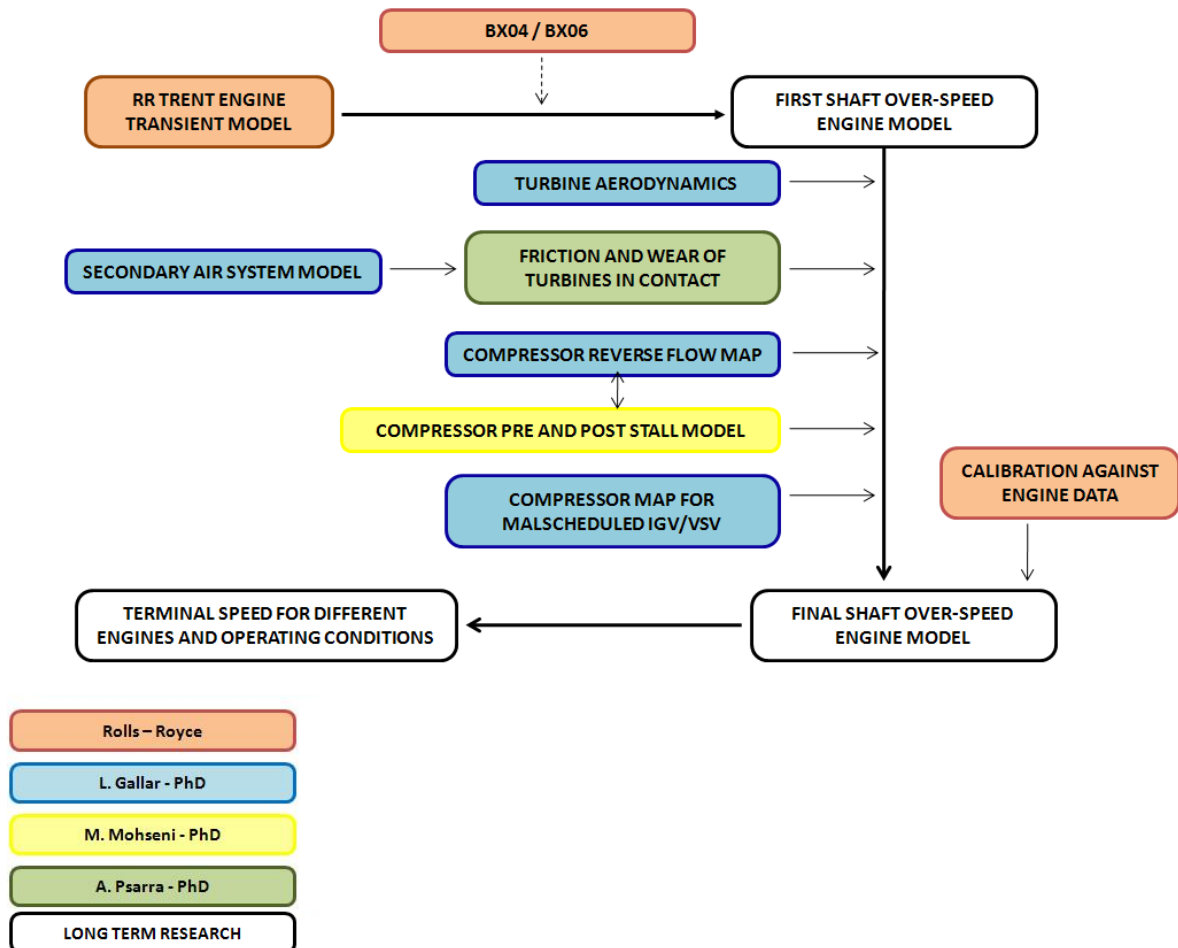 BX04 / BX06
RR TRENT ENGINE
TRANSIENT MODEL
FIRST SHAFT OVER-SPEED
ENGINE MODEL
TURBINE AERODYNAMICS
SECONDARY AIR SYSTEM MODEL
FRICTION AND WEAR OF
TURBINES IN CONTACT
COMPRESSOR REVERSE FLOW MAP
COMPRESSOR PRE AND POST STALL MODEL
CALIBRATION AGAINST
ENGINE DATA
COMPRESSOR MAP FOR
MALSCHEDULED IGV/VSV
TERMINAL SPEED FOR DIFFERENT
ENGINES AND OPERATING CONDITIONS
FINAL SHAFT OVER-SPEED
ENGINE MODEL
Rolls – Royce
L. Gallar - PhD
M. Mohseni - PhD
A. Psarra - PhD
LONG TERM RESEARCH